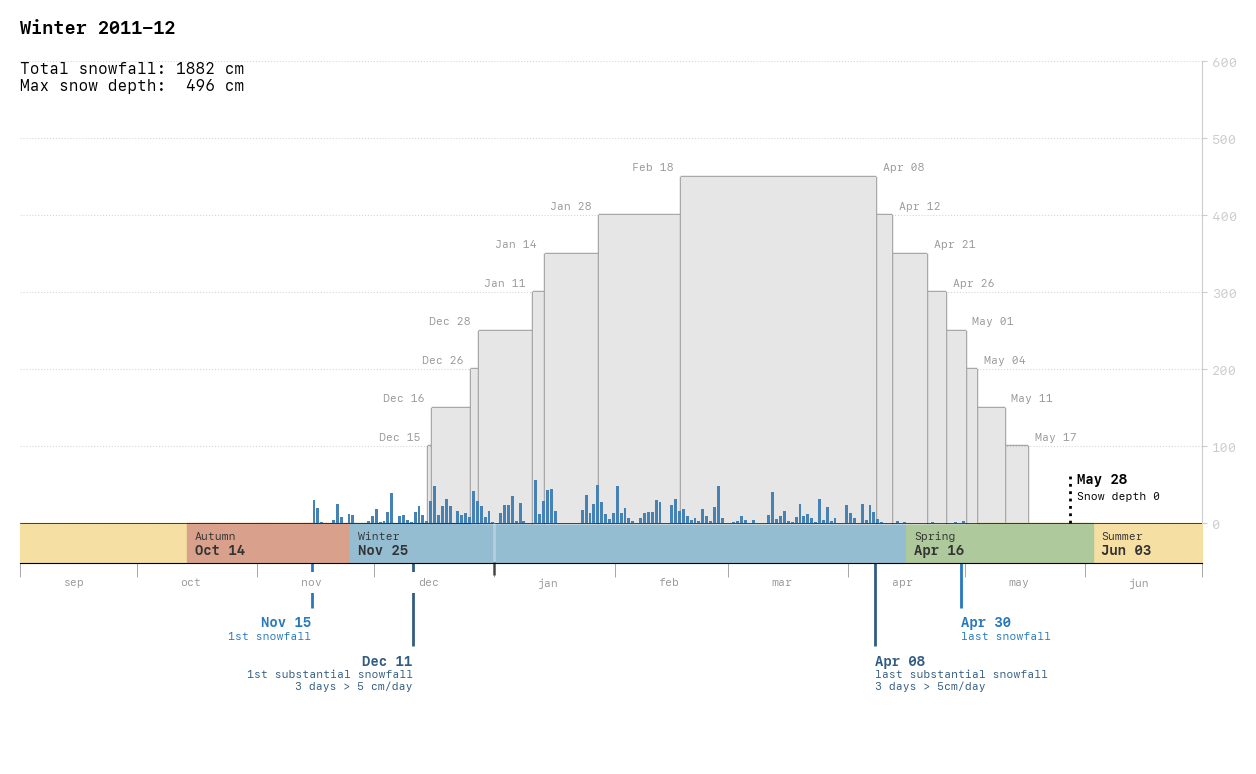 Winter 2011–12
Total snowfall: 1882 cm
Max snow depth: 496 cm
600
500
Feb 18
Apr 08
Jan 28
Apr 12
400
Jan 14
Apr 21
Jan 11
Apr 26
300
Dec 28
May 01
Dec 26
May 04
200
Dec 16
May 11
Dec 15
May 17
100
May 28
Snow depth 0
0
Autumn
Oct 14
Winter
Nov 25
Spring
Apr 16
Summer
Jun 03
sep oct nov dec jan feb mar apr may jun
Nov 15
1st snowfall
Apr 30
last snowfall
Dec 11
1st substantial snowfall
3 days > 5 cm/day
Apr 08
last substantial snowfall
3 days > 5cm/day